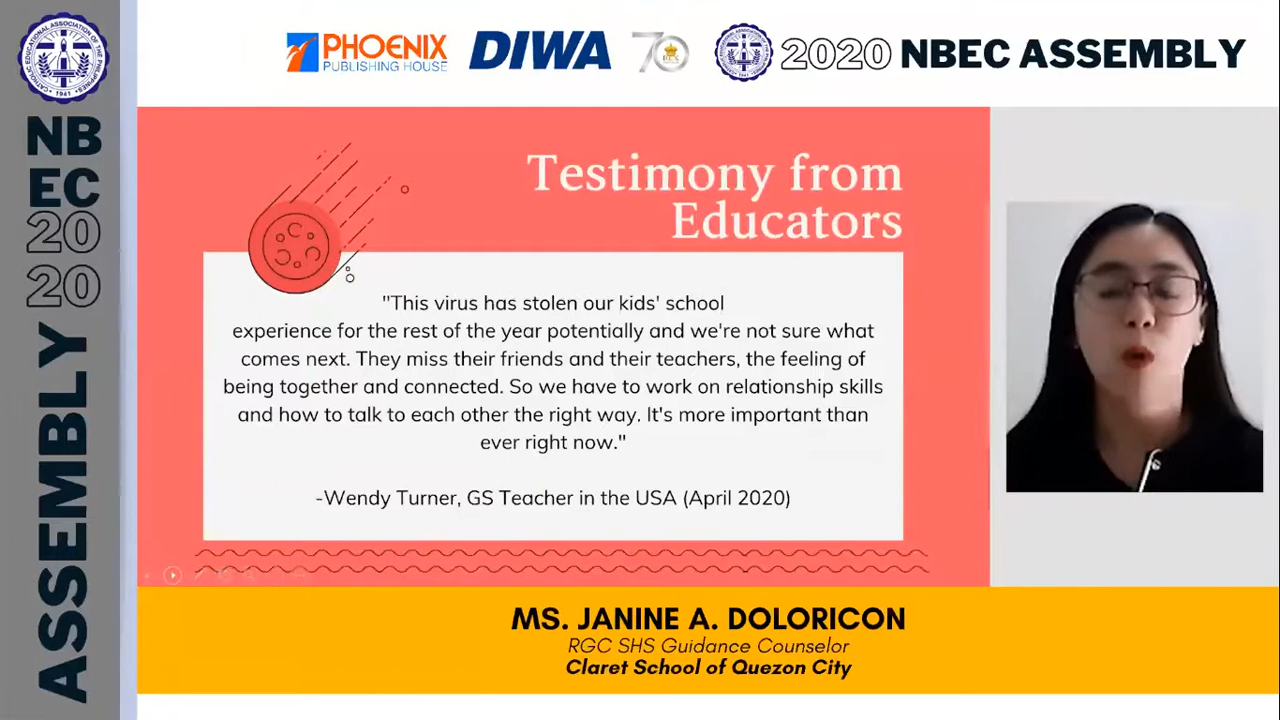 NB
EC
20
20
ASSEMBLY
PHOENIX
PUBLISHING HOUSE
DIWA
70
2020 NBEC ASSEMBLY
Testimony from
Educators
"This virus has stolen our kids' school
experience for the rest of the year potentially and we're not sure what
comes next. They miss their friends and their teachers, the feeling of
being together and connected. So we have to work on relationship skills
and how to talk to each other the right way. It's more important than
ever right now."
-Wendy Turner, GS Teacher in the USA (April 2020)
MS. JANINE A. DOLORICON
RGC SHS Guidance Counselor
Claret School of Quezon City